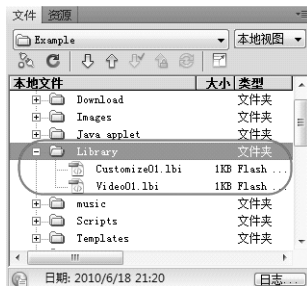 文件 资源
Example 本地视图
本地文件 大小 类型
Download 文件夹
Images 文件夹
Java applet 文件夹
Library 文件夹
Customize01.lbi 1KB Flash ...
Video01.lbi 1KB Flash ...
music 文件夹
Scripts 文件夹
Templates 文件夹
日期: 2010/6/18 21:20 日志...